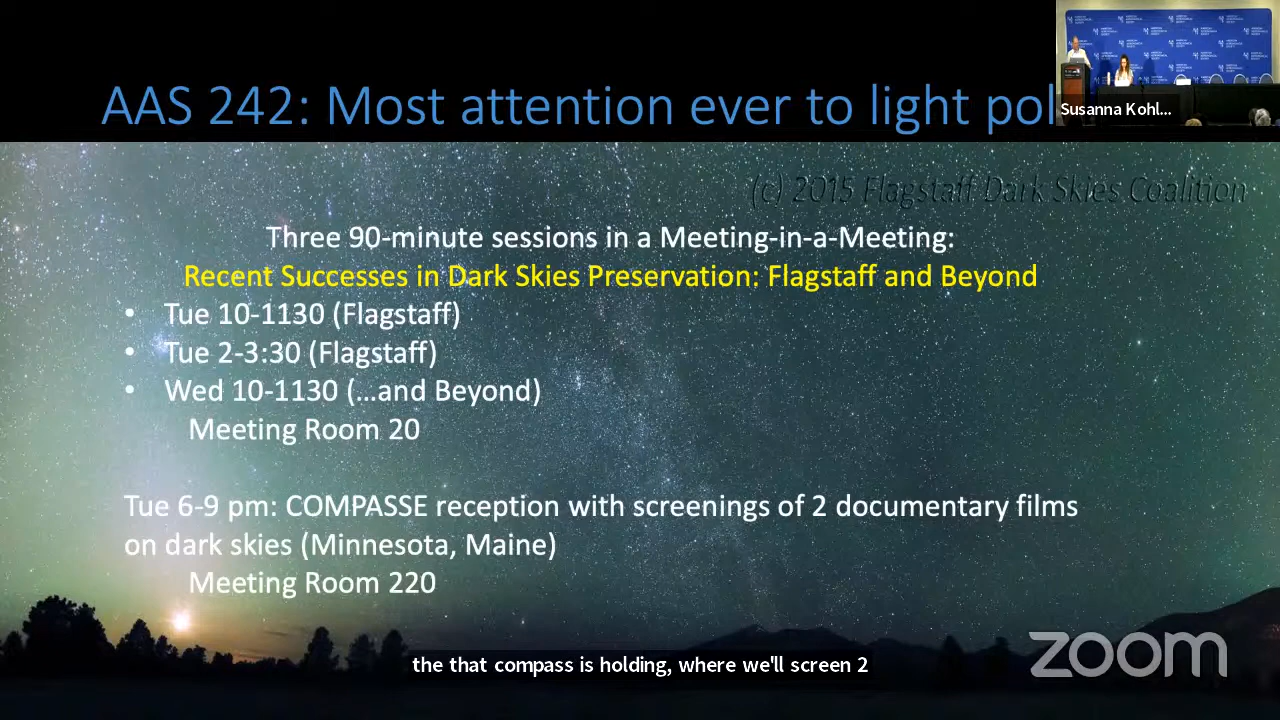 AAS 242: Most attention ever to light pol
Susanna Kohl...
(c) 2015 Flagstaff Dark Skies Coalition
Three 90-minute sessions in a Meeting-in-a-Meeting:
Recent Successes in Dark Skies Preservation: Flagstaff and Beyond
• Tue 10-1130 (Flagstaff)
• Tue 2-3:30 (Flagstaff)
• Wed 10-1130 (...and Beyond)
Meeting Room 20
Tue 6-9 pm: COMPASSE reception with screenings of 2 documentary films
on dark skies (Minnesota, Maine)
Meeting Room 220
the that compass is holding, where we'll screen 2
zoom